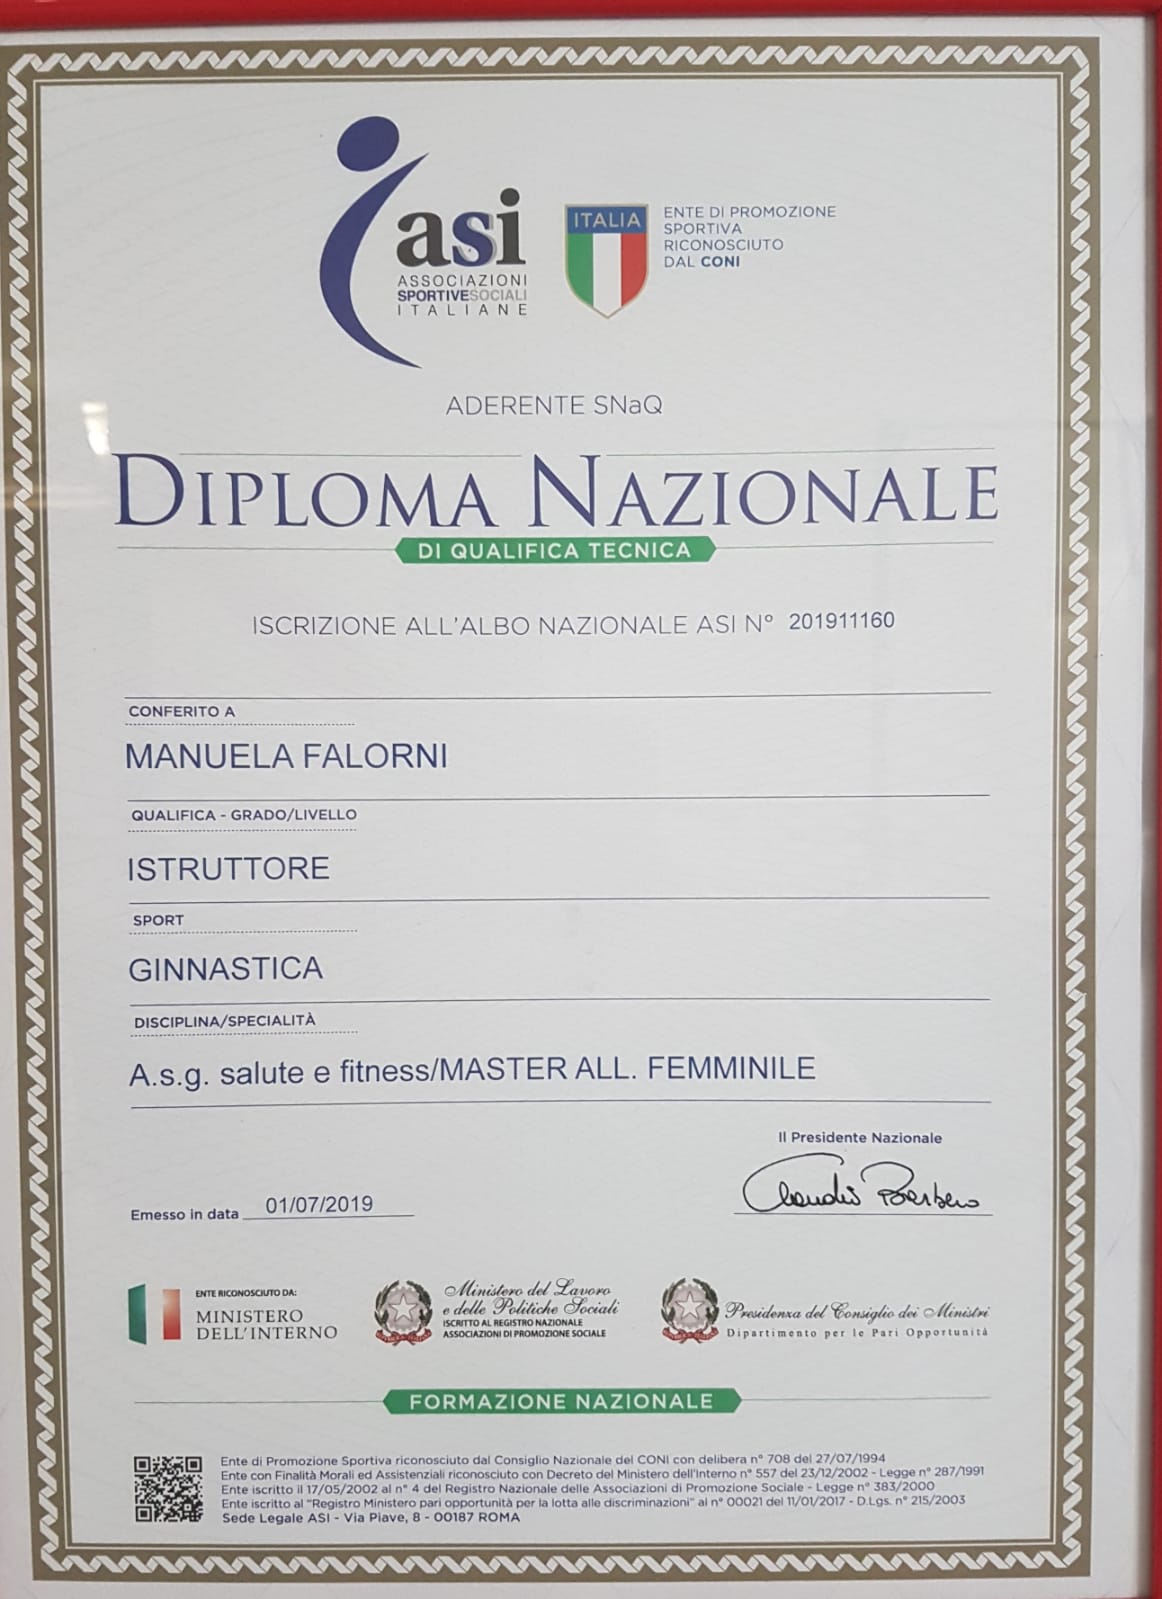 asi
ASSOCIAZIONI
SPORTIVESOCIALI
ITALIANE
ITALIA
ENTE DI PROMOZIONE
SPORTIVA
RICONOSCIUTO
DAL CONI
ADERENTE SNaQ
DIPLOMA NAZIONALE
DI QUALIFICA TECNICA
ISCRIZIONE ALL'ALBO NAZIONALE ASI N° 201911160
CONFERITO A
MANUELA FALORNI
QUALIFICA - GRADO/LIVELLO
ISTRUTTORE
SPORT
GINNASTICA
DISCIPLINA/SPECIALITÀ
A.s.g. salute e fitness/MASTER ALL. FEMMINILE
Il Presidente Nazionale
Claudio Barbaro
Emesso in data 01/07/2019
ENTE RICONOSCIUTO DA:
MINISTERO
DELL'INTERNO
Ministero del Lavoro
e delle Politiche Sociali
ISCRITTO AL REGISTRO NAZIONALE
ASSOCIAZIONI DI PROMOZIONE SOCIALE
Presidenza del Consiglio dei Ministri
Dipartimento per le Pari Opportunità
FORMAZIONE NAZIONALE
Ente di Promozione Sportiva riconosciuto dal Consiglio Nazionale del CONI con delibera n° 708 del 27/07/1994
Ente con Finalità Morali ed Assistenziali riconosciuto con Decreto del Ministero dell'Interno n° 557 del 23/12/2002 - Legge n° 287/1991
Ente iscritto il 17/05/2002 al n° 4 del Registro Nazionale delle Associazioni di Promozione Sociale - Legge n° 383/2000
Ente iscritto al "Registro Ministero pari opportunità per la lotta alle discriminazioni" al n° 00021 del 11/01/2017 - D.Lgs. n° 215/2003
Sede Legale ASI - Via Piave, 8 - 00187 ROMA